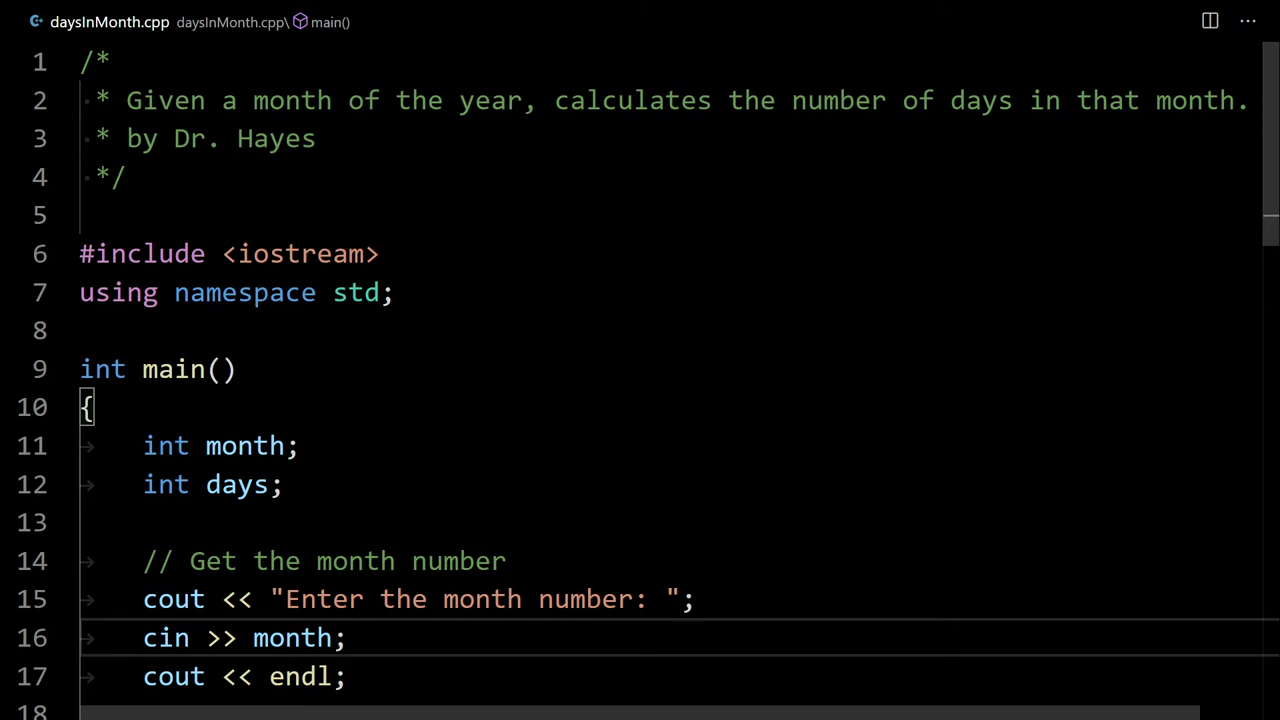 daysInMonth.cpp daysInMonth.cpp\ main()
1 /*
2 * Given a month of the year, calculates the number of days in that month.
3 * by Dr. Hayes
4 */
5
6 #include <iostream>
7 using namespace std;
8
9 int main()
10 {
11 int month;
12 int days;
13
14 // Get the month number
15 cout << "Enter the month number: ";
16 cin >> month;
17 cout << endl;
18